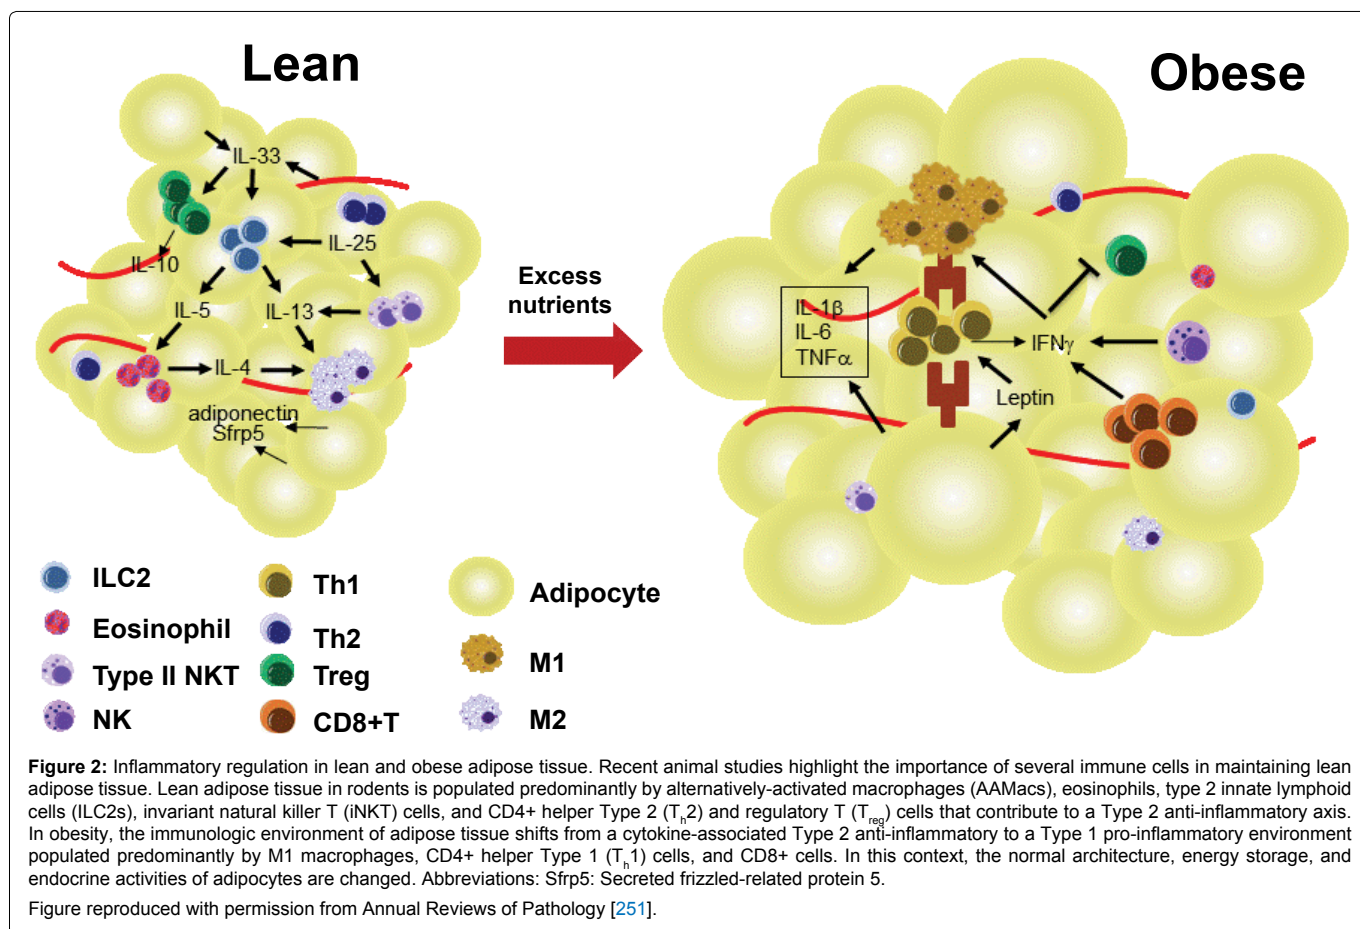 Lean
Obese
IL-33
IL-25
IL-10
IL-5
IL-13
IL-4
adiponectin
Sfrp5
Excess
nutrients
IL-1β
IL-6
TNFα
IFNγ
Leptin
ILC2
Eosinophil
Type II NKT
NK
Th1
Th2
Treg
CD8+T
Adipocyte
M1
M2
Figure 2: Inflammatory regulation in lean and obese adipose tissue. Recent animal studies highlight the importance of several immune cells in maintaining lean
adipose tissue. Lean adipose tissue in rodents is populated predominantly by alternatively-activated macrophages (AAMacs), eosinophils, type 2 innate lymphoid
cells (ILC2s), invariant natural killer T (iNKT) cells, and CD4+ helper Type 2 (Th2) and regulatory T (Treg) cells that contribute to a Type 2 anti-inflammatory axis.
In obesity, the immunologic environment of adipose tissue shifts from a cytokine-associated Type 2 anti-inflammatory to a Type 1 pro-inflammatory environment
populated predominantly by M1 macrophages, CD4+ helper Type 1 (Th1) cells, and CD8+ cells. In this context, the normal architecture, energy storage, and
endocrine activities of adipocytes are changed. Abbreviations: Sfrp5: Secreted frizzled-related protein 5.
Figure reproduced with permission from Annual Reviews of Pathology [251].